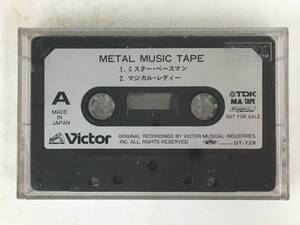 METAL MUSIC TAPE
1. ミスター・ベースマン
2. マジカル・レディー
A
MADE IN
JAPAN
TDK
MA TAPE
NOT FOR SALE
Victor
ORIGINAL RECORDINGS BY VICTOR MUSICAL INDUSTRIES,
INC. ALL RIGHTS RESERVED.
DT-729